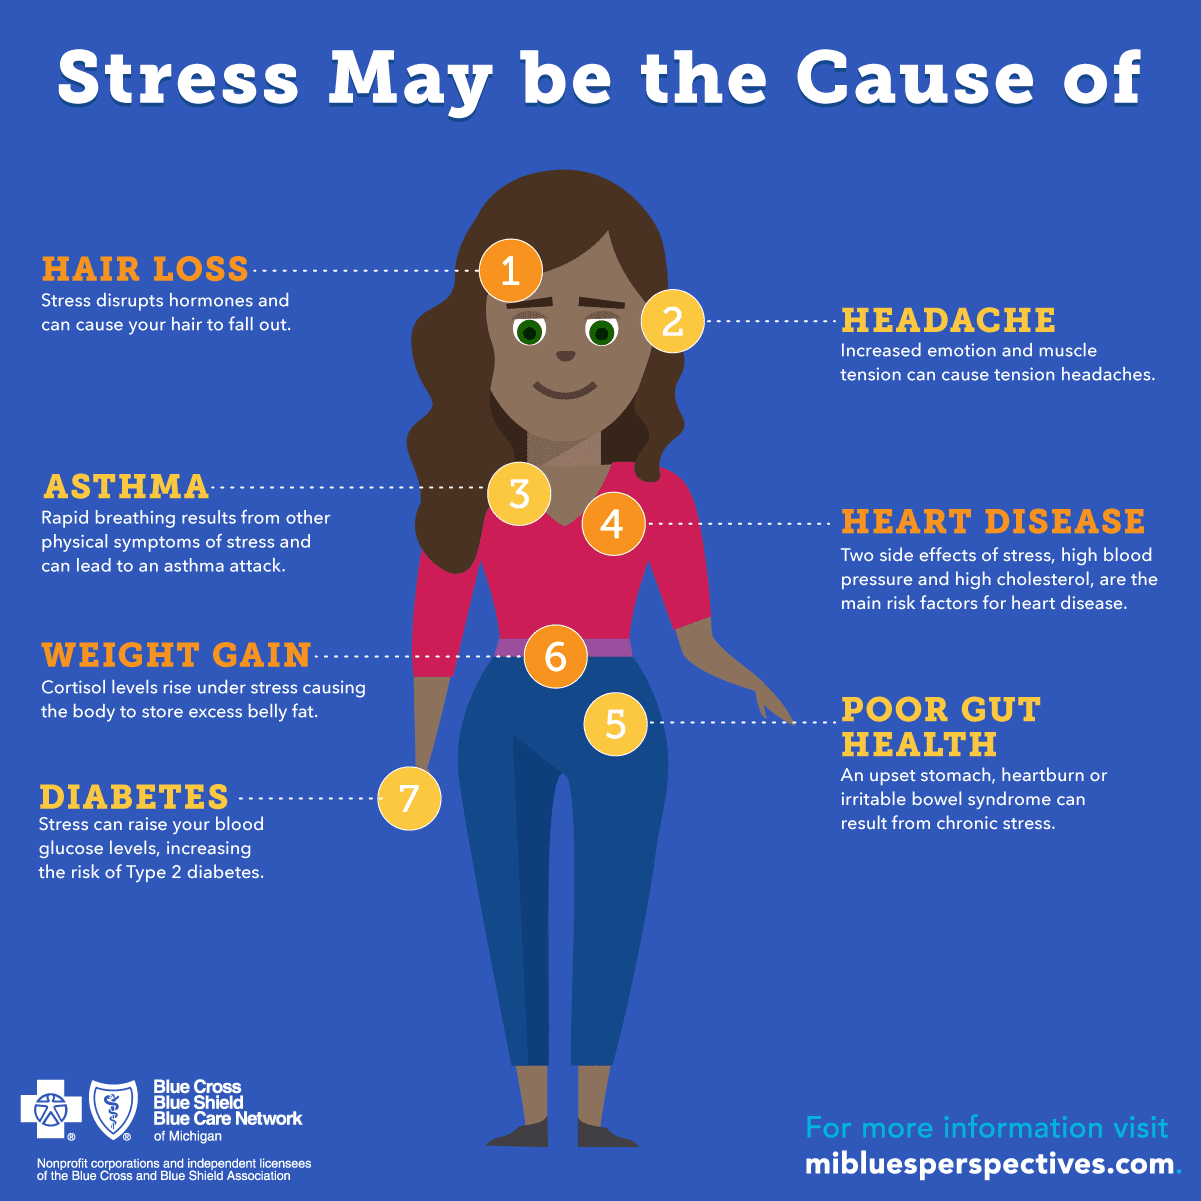 Stress May be the Cause of
HAIR LOSS
Stress disrupts hormones and
can cause your hair to fall out.
1
2
HEADACHE
Increased emotion and muscle
tension can cause tension headaches.
ASTHMA
Rapid breathing results from other
physical symptoms of stress and
can lead to an asthma attack.
3
4
HEART DISEASE
Two side effects of stress, high blood
pressure and high cholesterol, are the
main risk factors for heart disease.
WEIGHT GAIN
Cortisol levels rise under stress causing
the body to store excess belly fat.
6
5
POOR GUT
HEALTH
An upset stomach, heartburn or
irritable bowel syndrome can
result from chronic stress.
DIABETES
Stress can raise your blood
glucose levels, increasing
the risk of Type 2 diabetes.
7
® ®
Blue Cross
Blue Shield
Blue Care Network
of Michigan
Nonprofit corporations and independent licensees
of the Blue Cross and Blue Shield Association
For more information visit
mibluesperspectives.com.